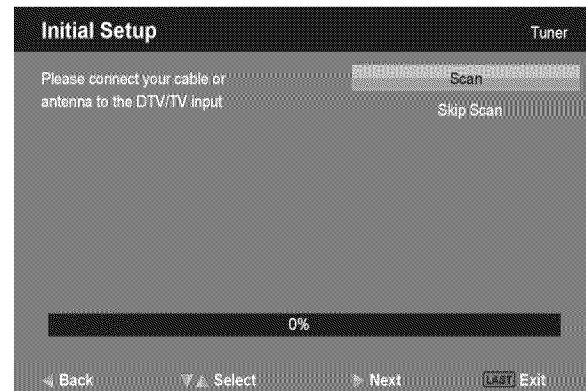 Initial Setup Tuner
Please connect your cable or
antenna to the DTV/TV input
Scan
Skip Scan
0%
Back Select Next LAST Exit